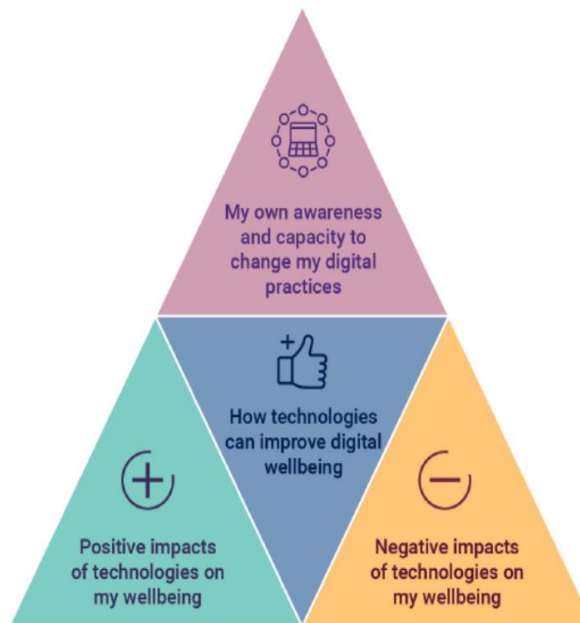 My own awareness
and capacity to
change my digital
practices
How technologies
can improve digital
wellbeing
Positive impacts
of technologies on
my wellbeing
Negative impacts
of technologies on
my wellbeing